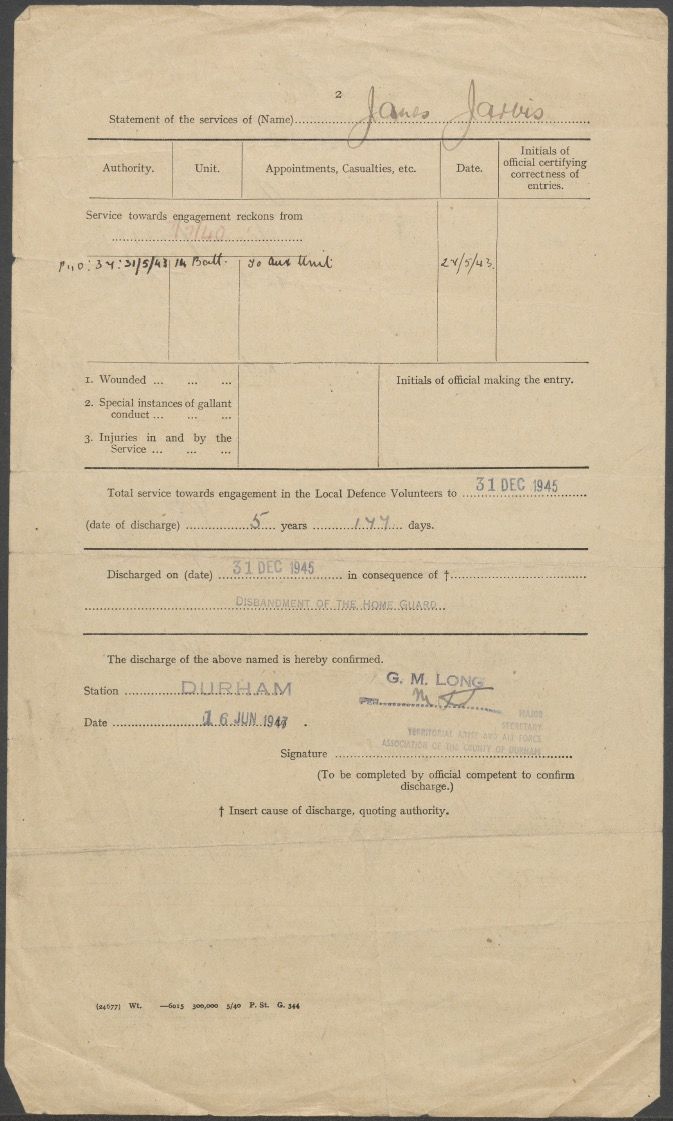 2
Statement of the services of (Name) James Jarvis
Authority. Unit. Appointments, Casualties, etc. Date. Initials of official certifying correctness of entries.
Service towards engagement reckons from
31/5/43 14 Batt. To Aux Unit 27/5/43.
1. Wounded ... ... ...
Initials of official making the entry.
2. Special instances of gallant
conduct ... ... ...
3. Injuries in and by the
Service ... ... ...
Total service towards engagement in the Local Defence Volunteers to 31 DEC 1945
(date of discharge) 5 years 177 days.
Discharged on (date) 31 DEC 1945 in consequence of †
DISBANDMENT OF THE HOME GUARD
The discharge of the above named is hereby confirmed.
Station DURHAM
G. M. LONG
Date 16 JUN 1947
MAJOR
SECRETARY
TERRITORIAL ARMY AND AIR FORCE
ASSOCIATION OF THE COUNTY OF DURHAM
Signature
(To be completed by official competent to confirm
discharge.)
† Insert cause of discharge, quoting authority.
(24677) Wt. —6015 300,000 5/40 P. St. G. 344